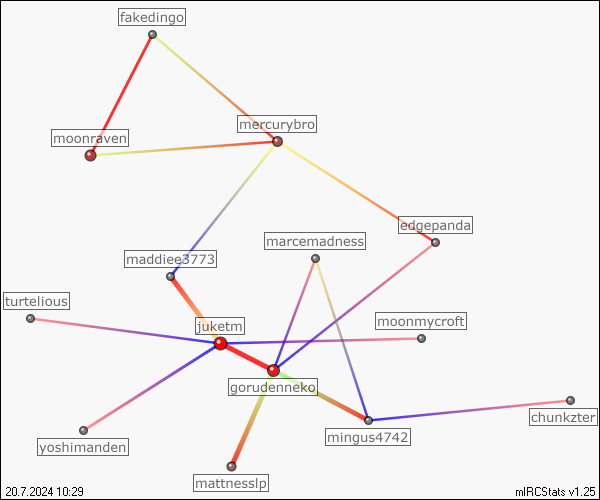 fakedingo
mercurybro
moonraven
edgepanda
marcemadness
maddiee3773
turtelious
juketm
moonmycroft
gorudenneko
chunkzter
mingus4742
yoshimanden
mattnesslp
20.7.2024 10:29
mIRCStats v1.25